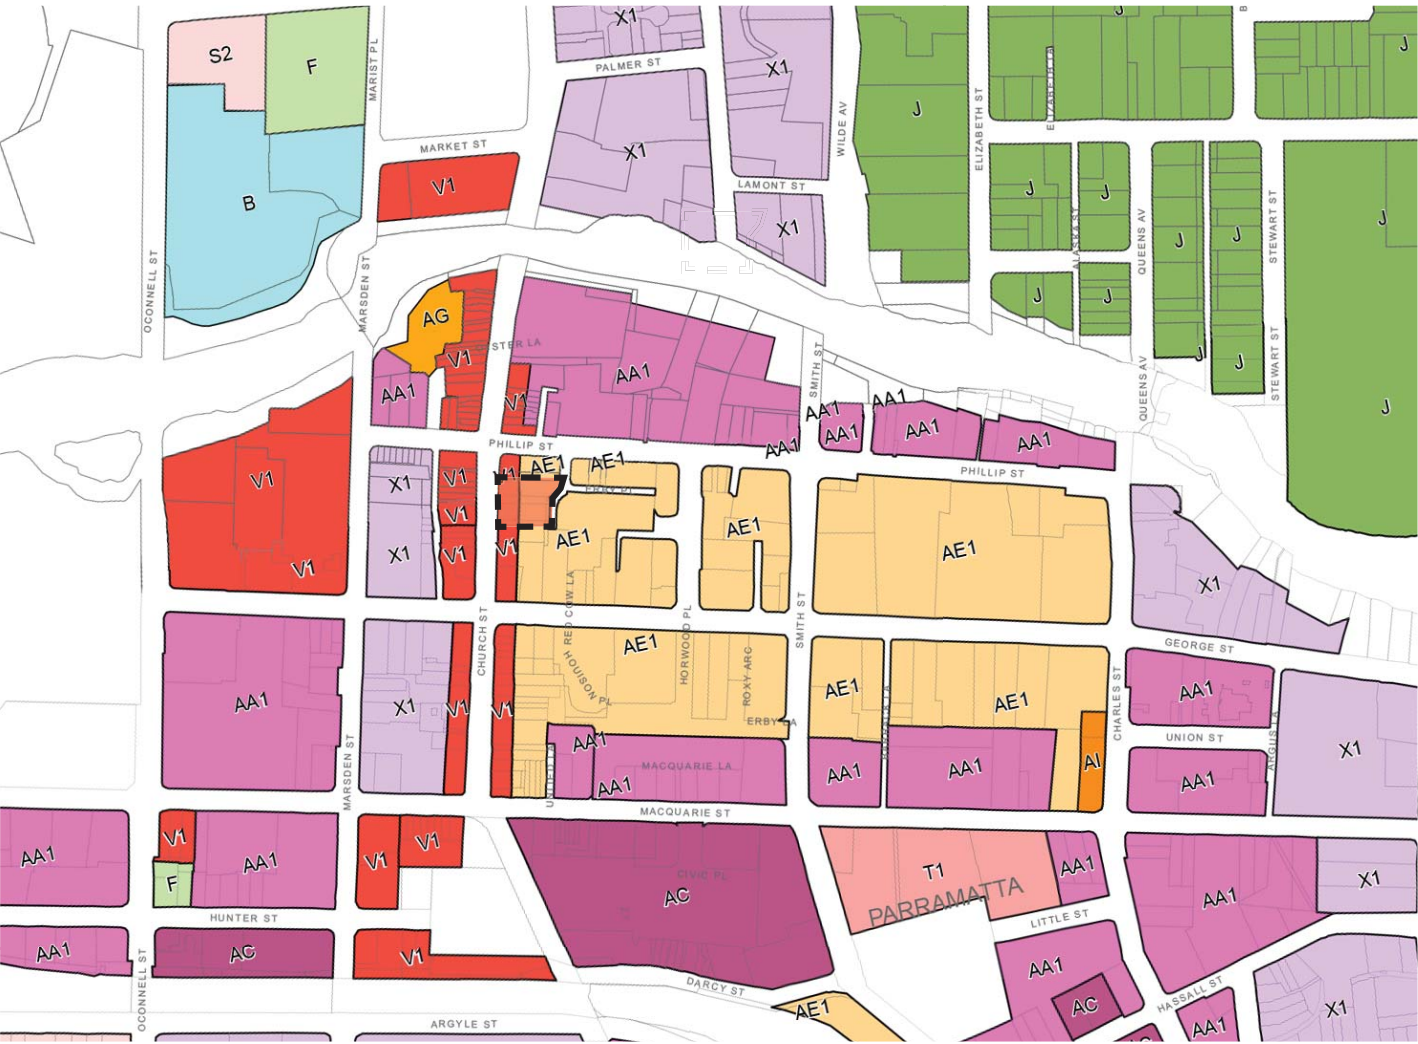 X1
J
S2
F
MARIST PL
PALMER ST
X1
J
J
ELIZABETH ST
WILDE AV
J
MARKET ST
X1
V1
LAMONT ST
J
J
B
X1
ALASKA ST
QUEENS AV
J
J
STEWART ST
J
OCONNELL ST
MARSDEN ST
J
J
AG
V1
AA1
AA1
V1
SMITH ST
J
J
QUEENS AV
STEWART ST
J
AA1
AA1
AA1
AA1
AA1
AA1
PHILLIP ST
PHILLIP ST
V1
V1
X1
V1
V1
AE1
AE1
V1
X1
V1
V1
AE1
AE1
AE1
X1
RED COW LA
HORWOOD PL
SMITH ST
CHURCH ST
GEORGE ST
AE1
HOUISON PL
ROXY ARC
ERBY LA
AE1
AE1
CHARLES ST
AA1
AA1
X1
V1
V1
UNION ST
X1
AA1
AA1
MACQUARIE LA
AA1
AA1
AI
AA1
MARSDEN ST
MACQUARIE ST
AA1
V1
F
AA1
V1
V1
CIVIC PL
AC
T1
PARRAMATTA
AA1
AA1
X1
HUNTER ST
LITTLE ST
AA1
AC
V1
AA1
OCONNELL ST
DARCY ST
HASSALL ST
AC
AE1
AA1
X1
ARGYLE ST